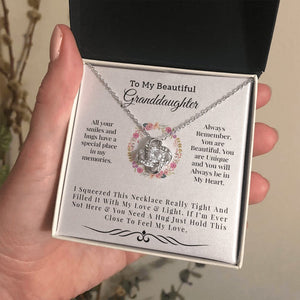 To My Beautiful
Granddaughter
All your
smiles and
hugs have a
special place
in my
memories.
Always
Remember,
You are
Beautiful, You
are Unique
and You will
Always be in
My Heart.
I Squeezed This Necklace Really Tight And
Filled It With My Love & Light. If I'm Ever
Not Here & You Need A Hug Just Hold This
Close To Feel My Love.